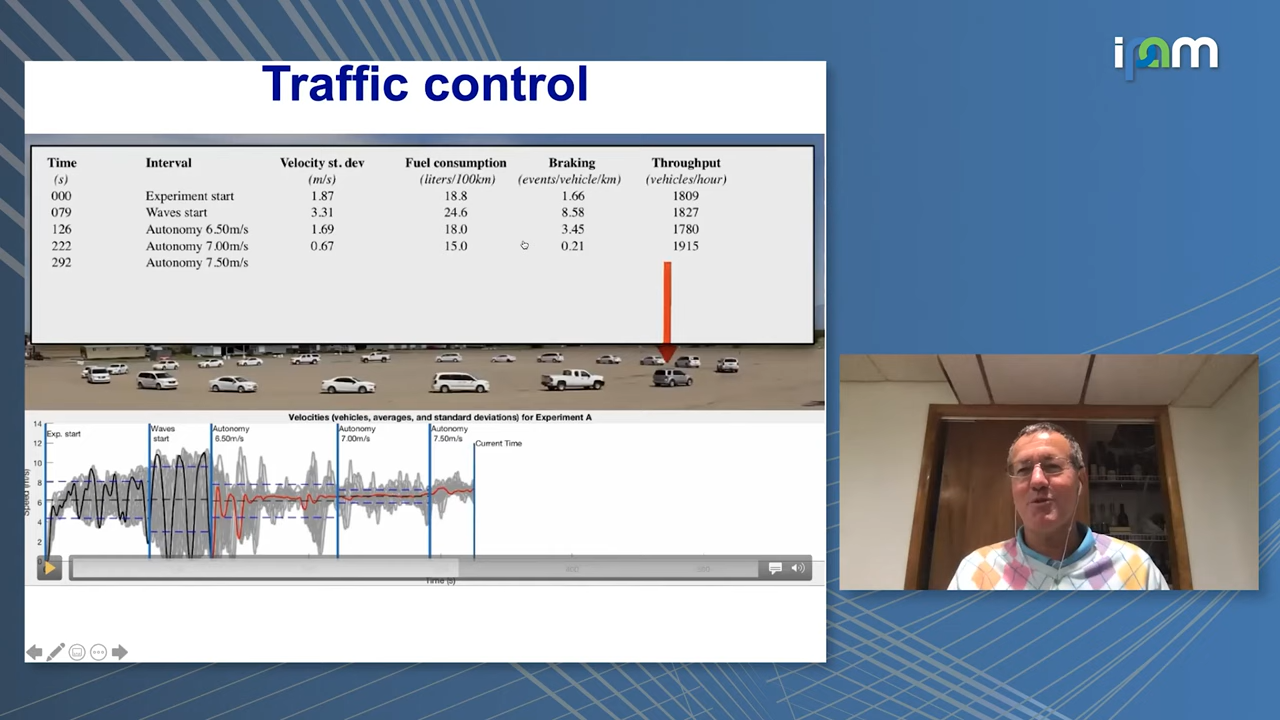 ipam
Traffic control
Time Interval Velocity st. dev Fuel consumption Braking Throughput
(s) (m/s) (liters/100km) (events/vehicle/km) (vehicles/hour)
000 Experiment start 1.87 18.8 1.66 1809
079 Waves start 3.31 24.6 8.58 1827
126 Autonomy 6.50m/s 1.69 18.0 3.45 1780
222 Autonomy 7.00m/s 0.67 15.0 0.21 1915
292 Autonomy 7.50m/s
Velocities (vehicles, averages, and standard deviations) for Experiment A
Exp. start
Waves
start
Autonomy
6.50m/s
Autonomy
7.00m/s
Autonomy
7.50m/s
Current Time
14
12
10
8
6
4
2
0
Time (s)